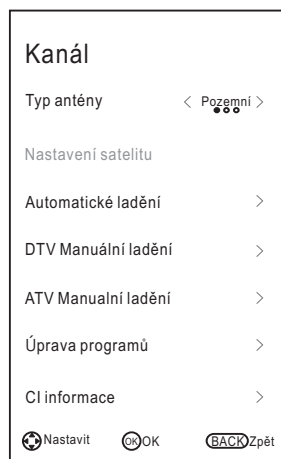 Kanál
Typ antény < Pozemní >
Nastavení satelitu
Automatické ladění >
DTV Manuální ladění >
ATV Manualní ladění >
Úprava programů >
CI informace >
Nastavit OK OK BACK Zpět